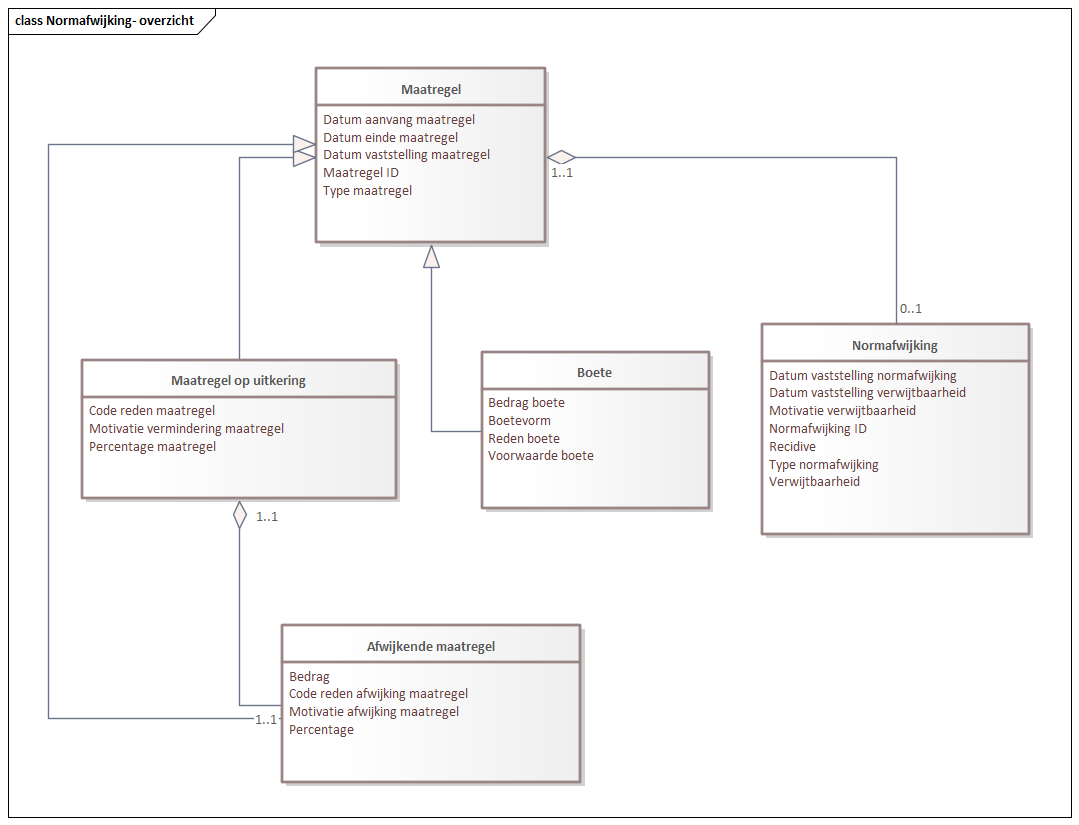 class Normafwijking- overzicht
Maatregel
Datum aanvang maatregel
Datum einde maatregel
Datum vaststelling maatregel
Maatregel ID
Type maatregel
1..1
0..1
Normafwijking
Datum vaststelling normafwijking
Datum vaststelling verwijtbaarheid
Motivatie verwijtbaarheid
Normafwijking ID
Recidive
Type normafwijking
Verwijtbaarheid
Maatregel op uitkering
Code reden maatregel
Motivatie vermindering maatregel
Percentage maatregel
Boete
Bedrag boete
Boetevorm
Reden boete
Voorwaarde boete
1..1
Afwijkende maatregel
Bedrag
Code reden afwijking maatregel
Motivatie afwijking maatregel
Percentage
1..1